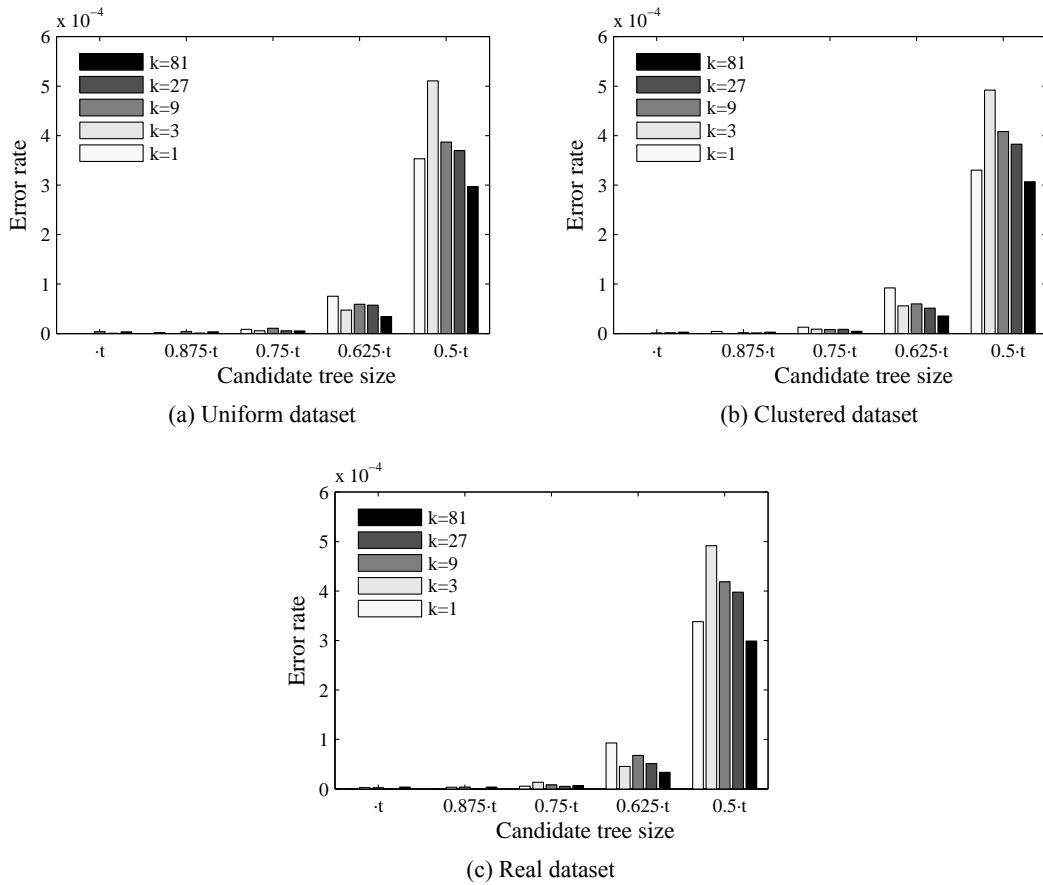 x 10⁻⁴
6
5
4
3
2
1
0
Error rate
k=81
k=27
k=9
k=3
k=1
·t 0.875·t 0.75·t 0.625·t 0.5·t
Candidate tree size
(a) Uniform dataset
x 10⁻⁴
6
5
4
3
2
1
0
Error rate
k=81
k=27
k=9
k=3
k=1
·t 0.875·t 0.75·t 0.625·t 0.5·t
Candidate tree size
(b) Clustered dataset
x 10⁻⁴
6
5
4
3
2
1
0
Error rate
k=81
k=27
k=9
k=3
k=1
·t 0.875·t 0.75·t 0.625·t 0.5·t
Candidate tree size
(c) Real dataset